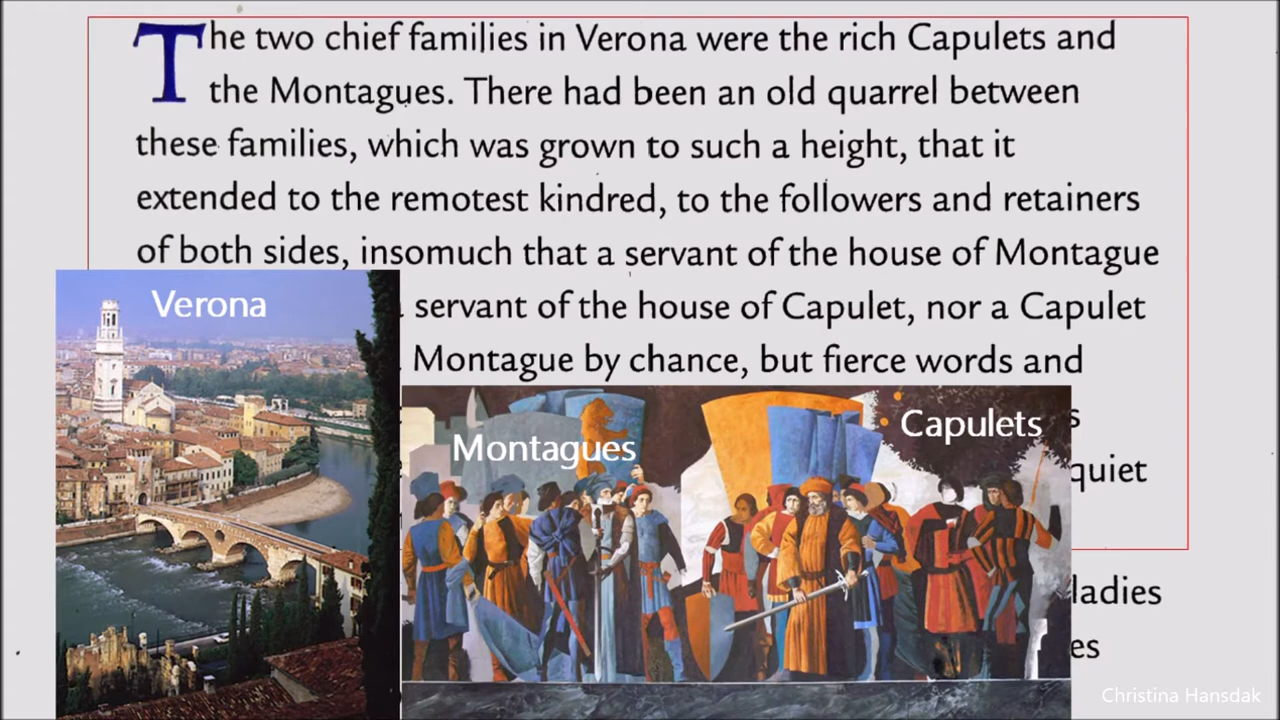 The two chief families in Verona were the rich Capulets and
the Montagues. There had been an old quarrel between
these families, which was grown to such a height, that it
extended to the remotest kindred, to the followers and retainers
of both sides, insomuch that a servant of the house of Montague
servant of the house of Capulet, nor a Capulet
Montague by chance, but fierce words and
quiet
ladies
Verona
Montagues
Capulets
Christina Hansdak